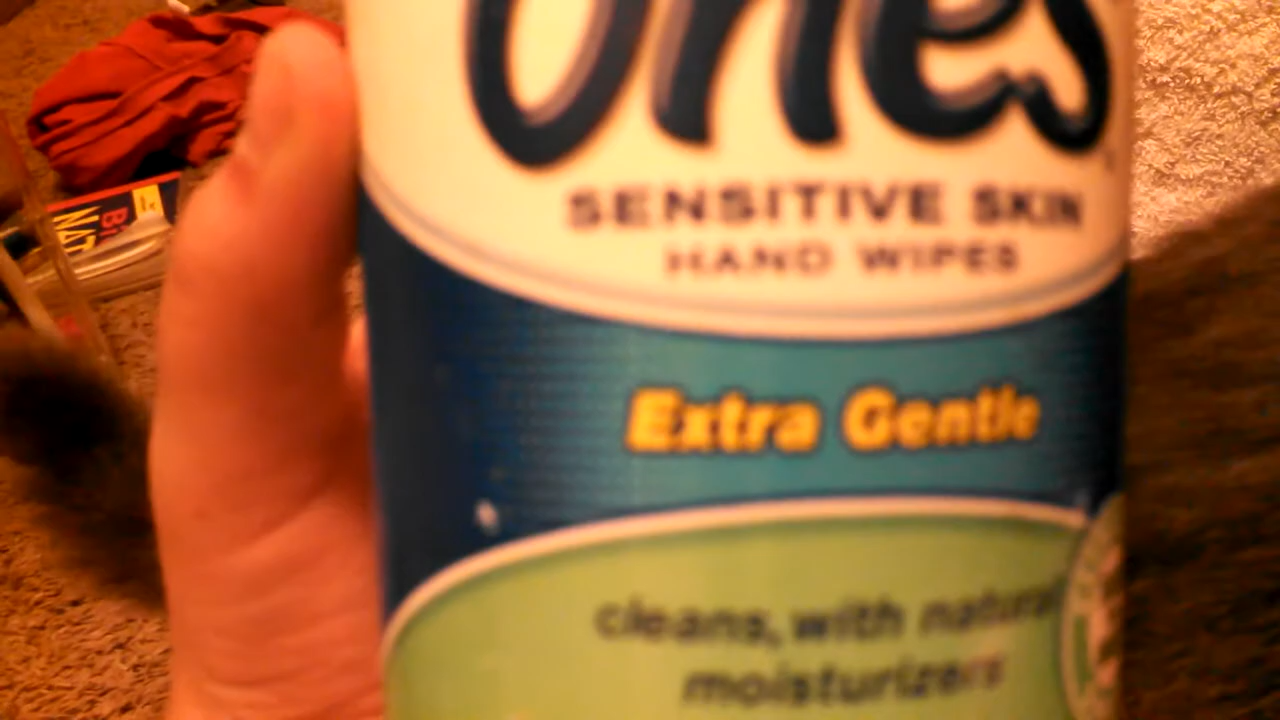 ones
SENSITIVE SKIN
HAND WIPES
Extra Gentle
cleans, with natural
moisturizers